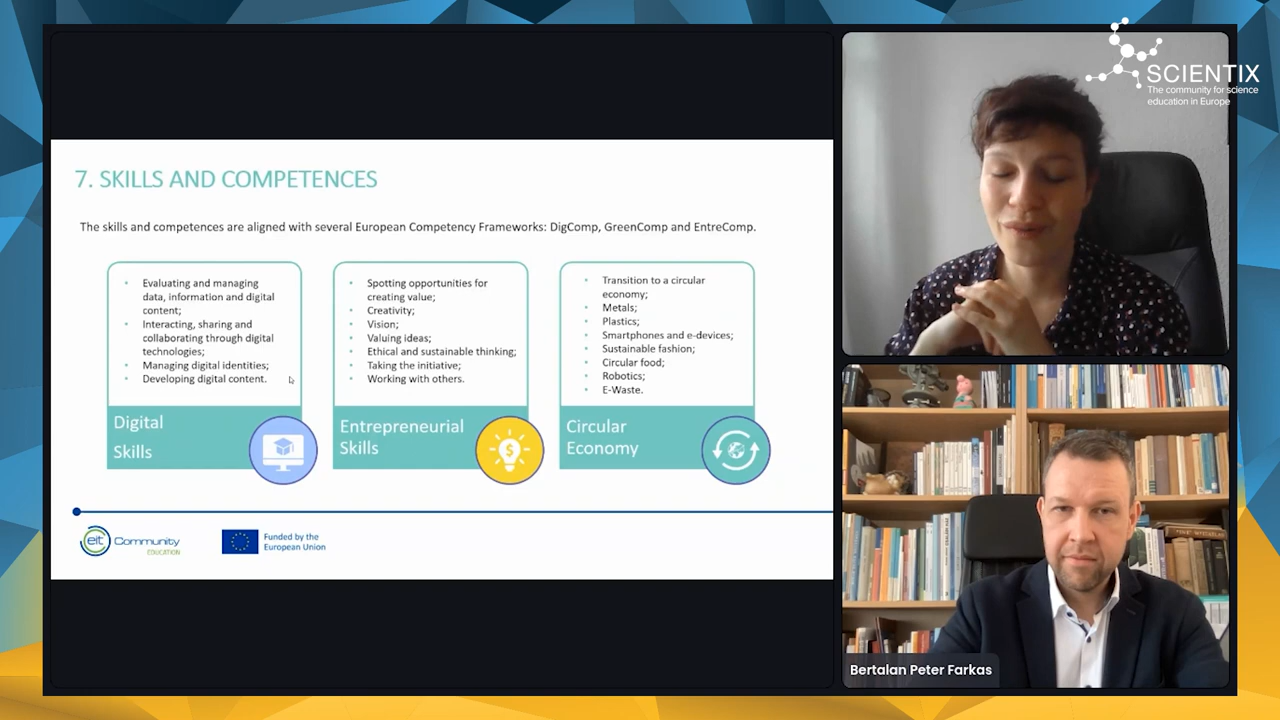 7. SKILLS AND COMPETENCES
The skills and competences are aligned with several European Competency Frameworks: DigComp, GreenComp and EntreComp.
• Evaluating and managing
data, information and digital
content;
• Interacting, sharing and
collaborating through digital
technologies;
• Managing digital identities;
• Developing digital content.
Digital
Skills
• Spotting opportunities for
creating value;
• Creativity;
• Vision;
• Valuing ideas;
• Ethical and sustainable thinking;
• Taking the initiative;
• Working with others.
Entrepreneurial
Skills
$
• Transition to a circular
economy;
• Metals;
• Plastics;
• Smartphones and e-devices;
• Sustainable fashion;
• Circular food;
• Robotics;
• E-Waste.
Circular
Economy
eit Community
EDUCATION
Funded by the
European Union
SCIENTIX
The community for science
education in Europe
Bertalan Peter Farkas